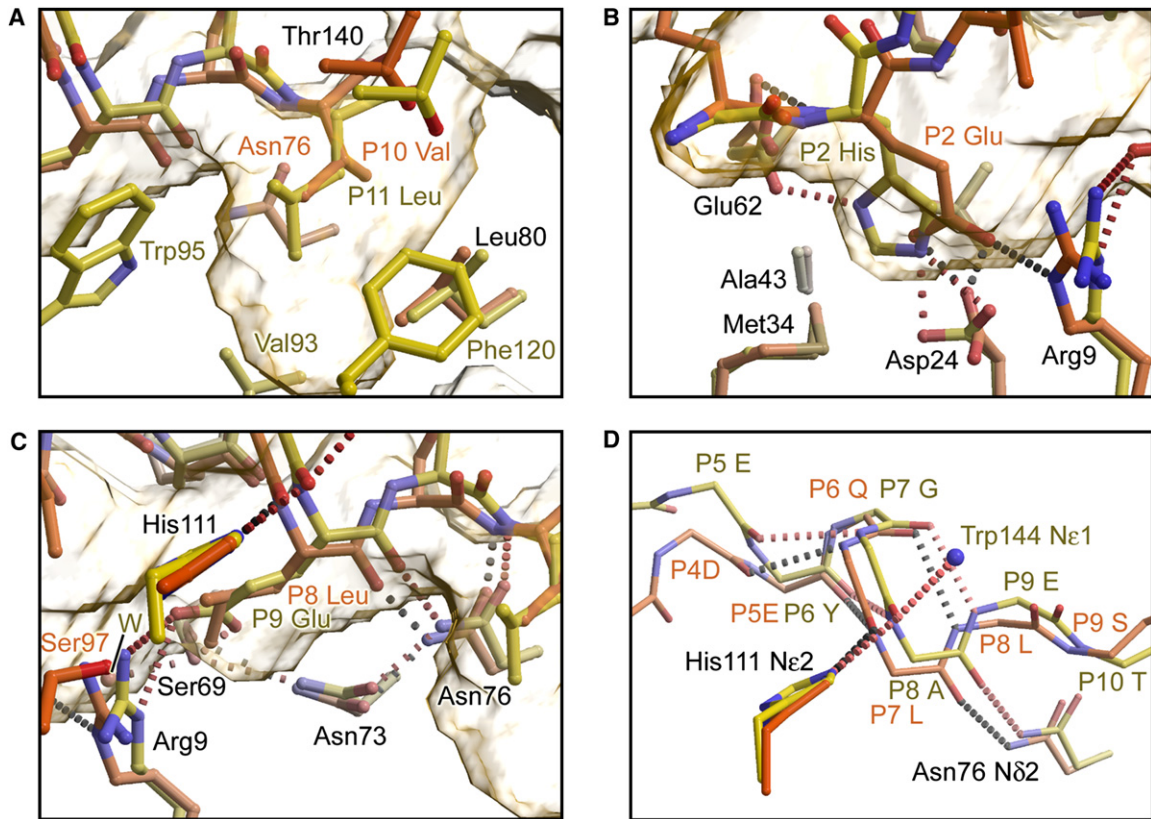 A
Thr140
Asn76
P10 Val
P11 Leu
Trp95
Leu80
Val93
Phe120
B
P2 His
P2 Glu
Glu62
Ala43
Met34
Asp24
Arg9
C
His111
P8 Leu
P9 Glu
Ser97
W
Ser69
Arg9
Asn73
Asn76
D
P5 E
P6 Q
P7 G
Trp144 Nε1
P4D
P5E
P6 Y
P9 E
P8 L
P9 S
His111 Nε2
P8 A
P10 T
P7 L
Asn76 Nδ2